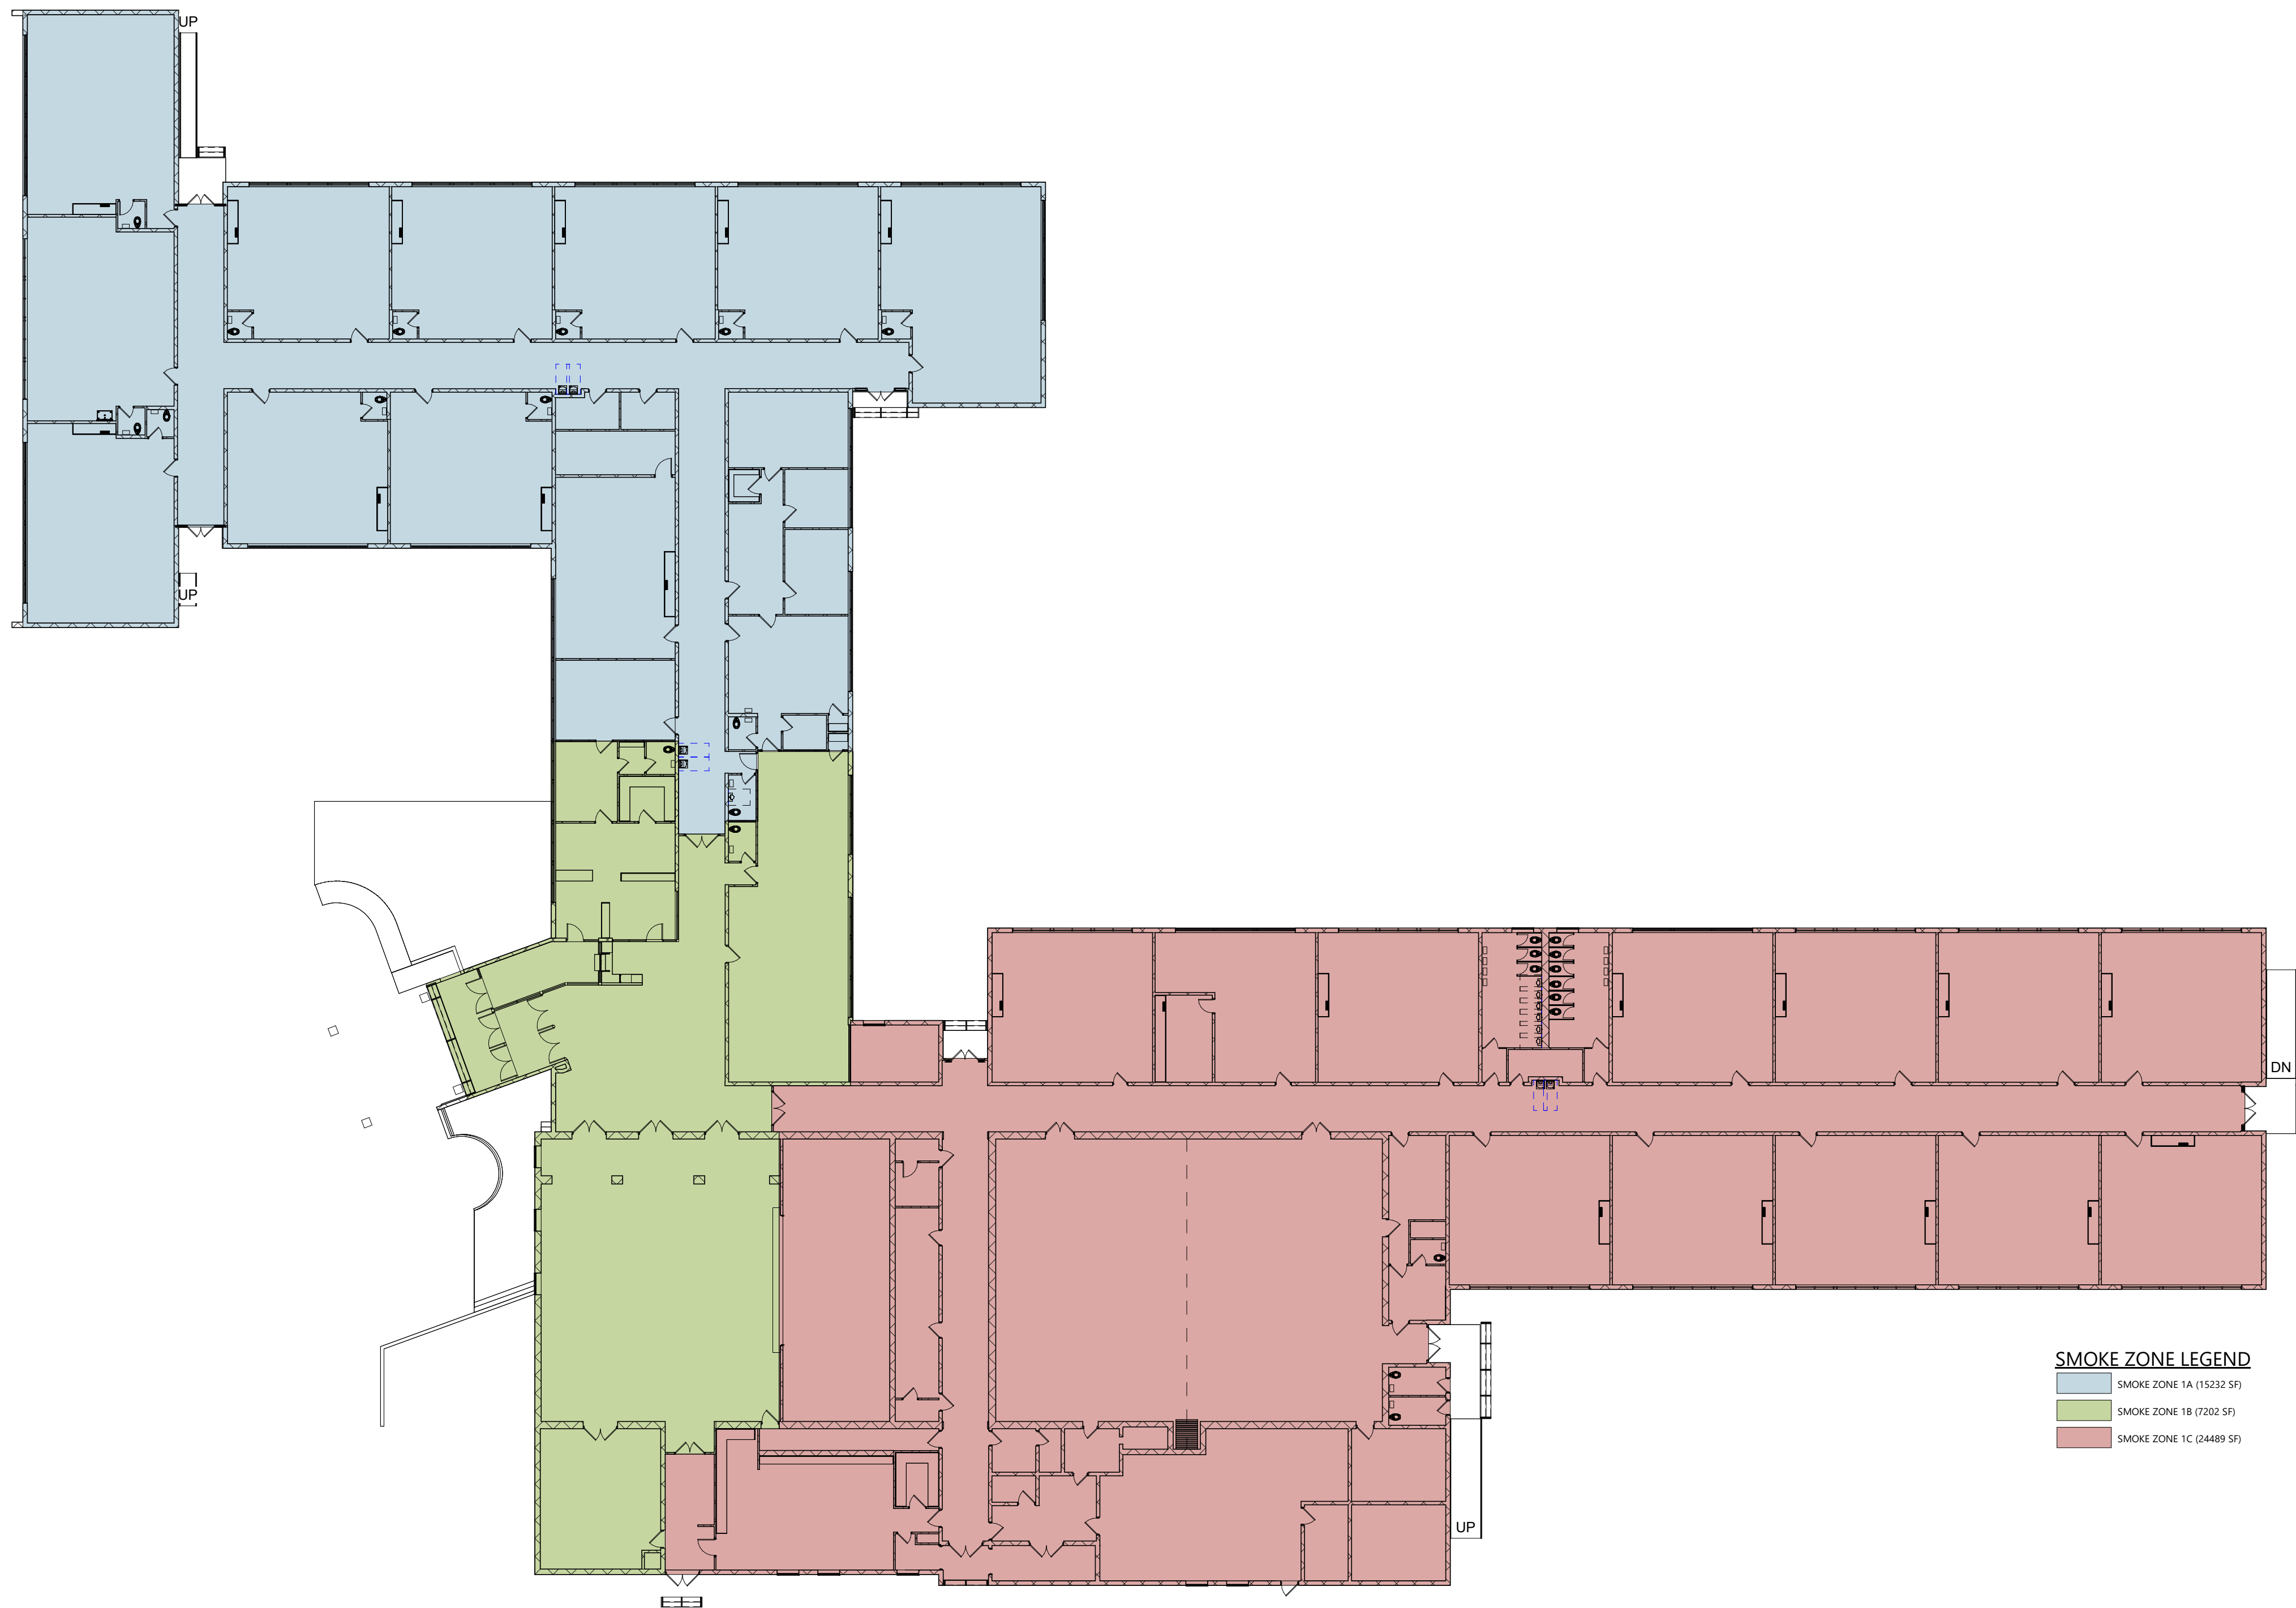 UP
UP
DN
SMOKE ZONE LEGEND
SMOKE ZONE 1A (15232 SF)
SMOKE ZONE 1B (7202 SF)
SMOKE ZONE 1C (24489 SF)
UP